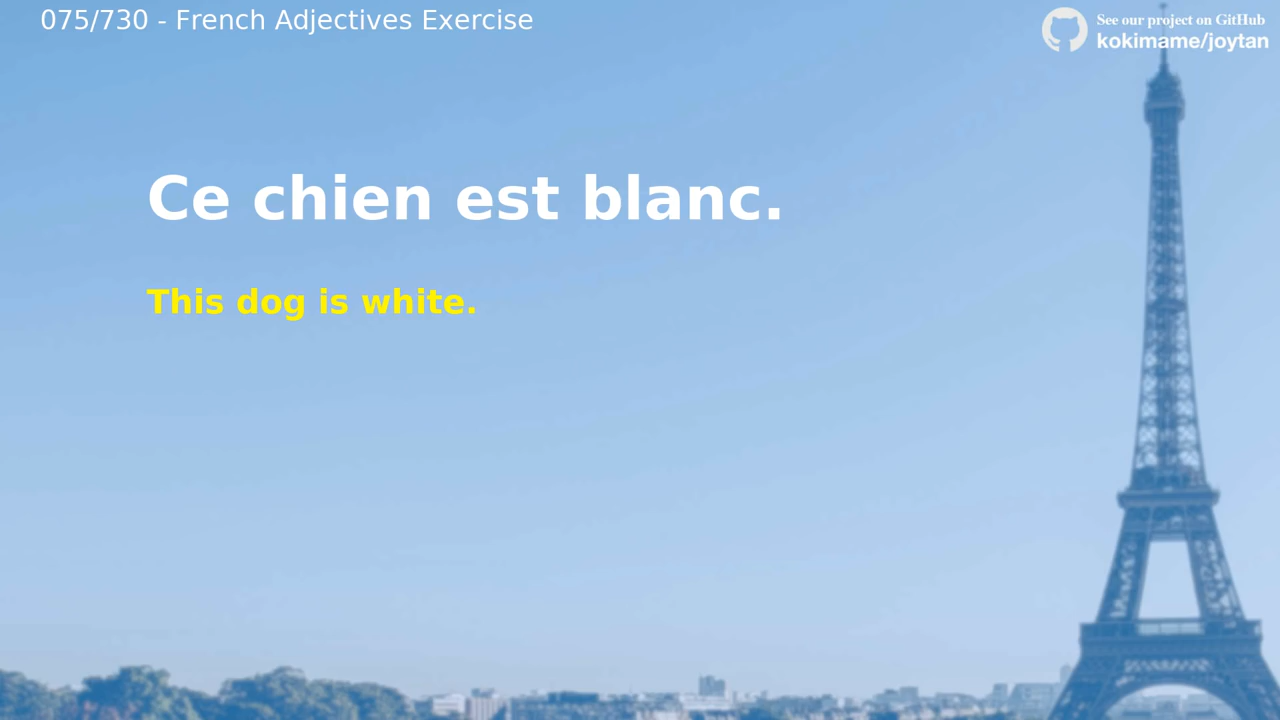 075/730 - French Adjectives Exercise
See our project on GitHub
kokimame/joytan
Ce chien est blanc.
This dog is white.